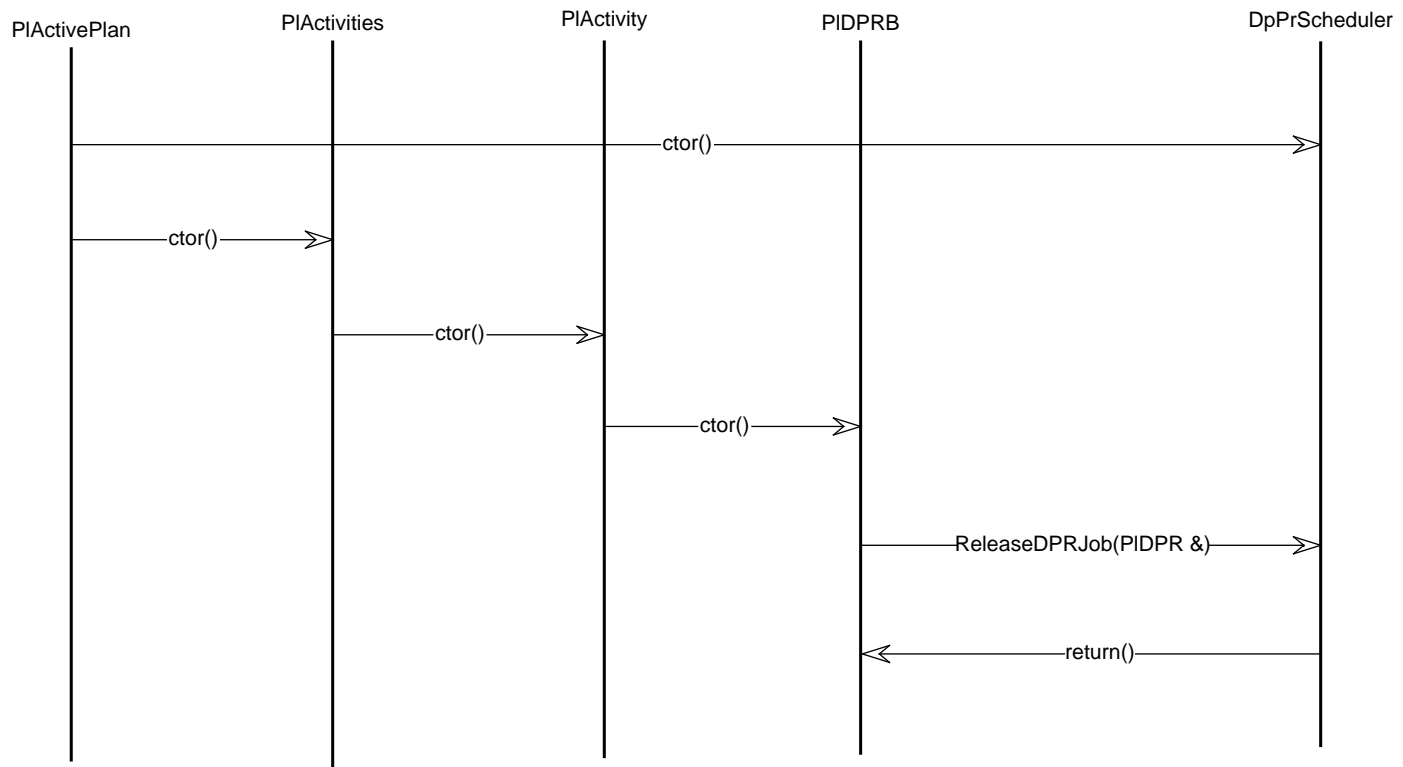 PlActivePlan
PlActivities
PlActivity
PlDPRB
DpPrScheduler
ctor()
ctor()
ctor()
ctor()
ReleaseDPRJob(PlDPR &)
return()